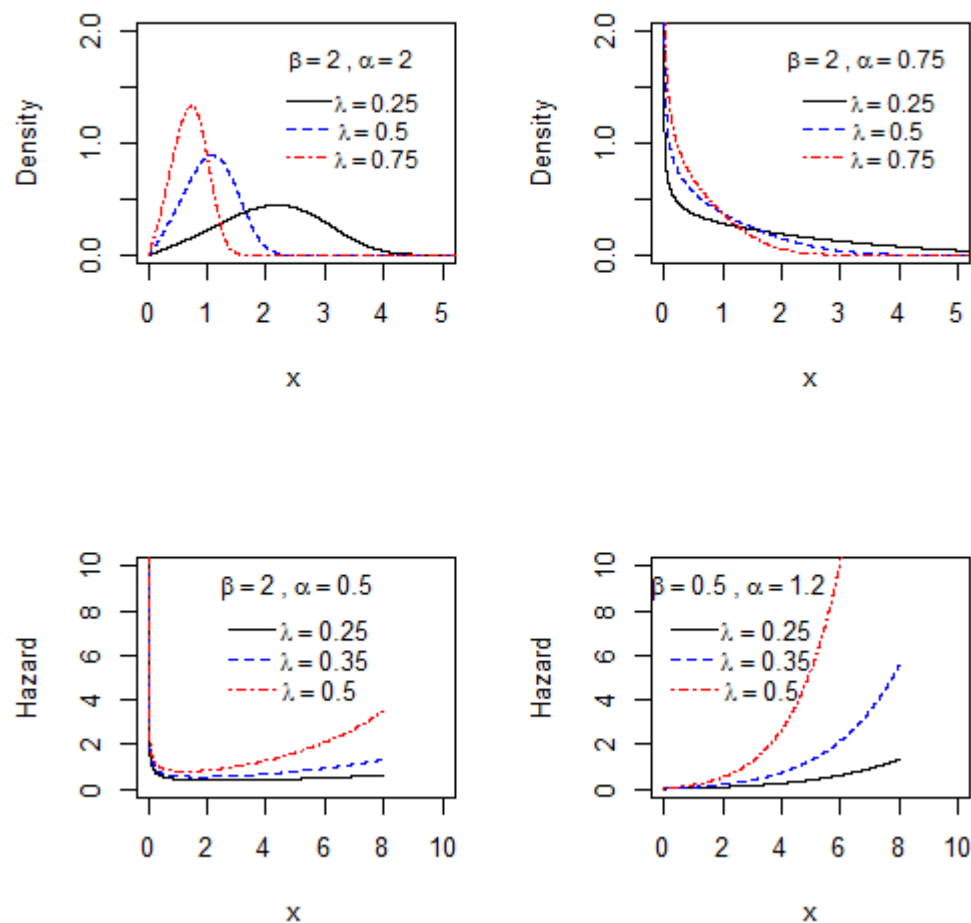 2.0
1.0
0.0
Density
β = 2 , α = 2
λ = 0.25
λ = 0.5
λ = 0.75
0 1 2 3 4 5
x
2.0
1.0
0.0
Density
β = 2 , α = 0.75
λ = 0.25
λ = 0.5
λ = 0.75
0 1 2 3 4 5
x
10
8
6
4
2
0
Hazard
β = 2 , α = 0.5
λ = 0.25
λ = 0.35
λ = 0.5
0 2 4 6 8 10
x
10
8
6
4
2
0
Hazard
β = 0.5 , α = 1.2
λ = 0.25
λ = 0.35
λ = 0.5
0 2 4 6 8 10
x